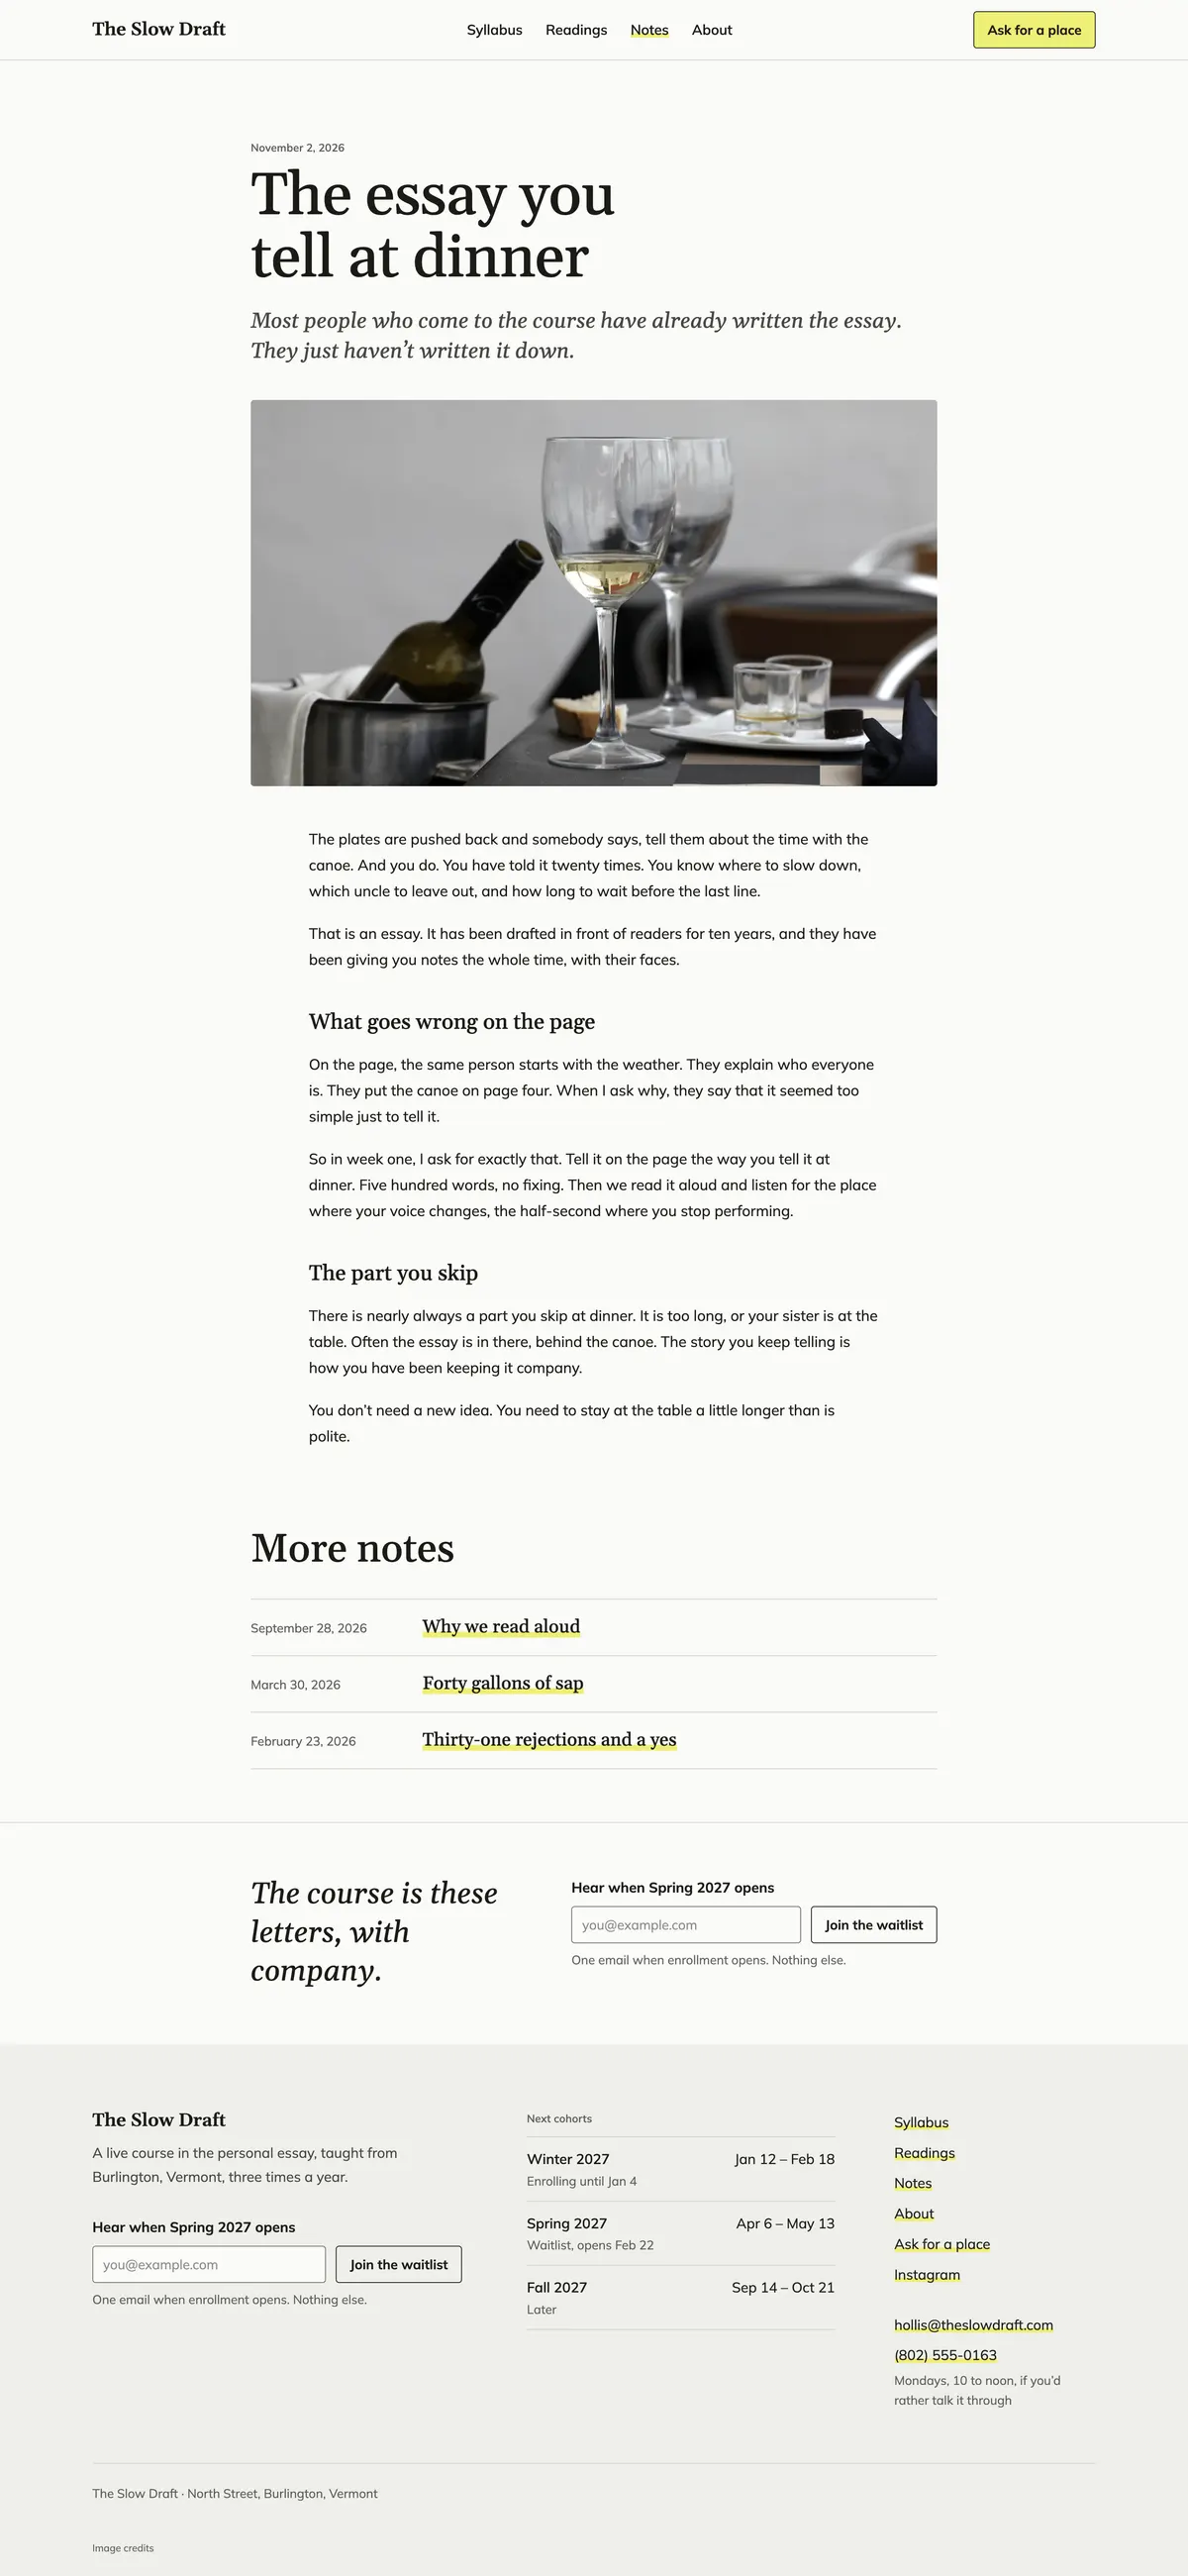 The Slow Draft
Syllabus
Readings
Notes
About
Ask for a place
November 2, 2026
The essay you
tell at dinner
Most people who come to the course have already written the essay.
They just haven’t written it down.
The plates are pushed back and somebody says, tell them about the time with the
canoe. And you do. You have told it twenty times. You know where to slow down,
which uncle to leave out, and how long to wait before the last line.
That is an essay. It has been drafted in front of readers for ten years, and they have
been giving you notes the whole time, with their faces.
What goes wrong on the page
On the page, the same person starts with the weather. They explain who everyone
is. They put the canoe on page four. When I ask why, they say that it seemed too
simple just to tell it.
So in week one, I ask for exactly that. Tell it on the page the way you tell it at
dinner. Five hundred words, no fixing. Then we read it aloud and listen for the place
where your voice changes, the half-second where you stop performing.
The part you skip
There is nearly always a part you skip at dinner. It is too long, or your sister is at the
table. Often the essay is in there, behind the canoe. The story you keep telling is
how you have been keeping it company.
You don’t need a new idea. You need to stay at the table a little longer than is
polite.
More notes
September 28, 2026
Why we read aloud
March 30, 2026
Forty gallons of sap
February 23, 2026
Thirty-one rejections and a yes
The course is these
letters, with
company.
Hear when Spring 2027 opens
you@example.com
Join the waitlist
One email when enrollment opens. Nothing else.
The Slow Draft
A live course in the personal essay, taught from
Burlington, Vermont, three times a year.
Hear when Spring 2027 opens
you@example.com
Join the waitlist
One email when enrollment opens. Nothing else.
Next cohorts
Winter 2027
Jan 12 – Feb 18
Enrolling until Jan 4
Spring 2027
Apr 6 – May 13
Waitlist, opens Feb 22
Fall 2027
Sep 14 – Oct 21
Later
Syllabus
Readings
Notes
About
Ask for a place
Instagram
hollis@theslowdraft.com
(802) 555-0163
Mondays, 10 to noon, if you’d
rather talk it through
The Slow Draft · North Street, Burlington, Vermont
Image credits